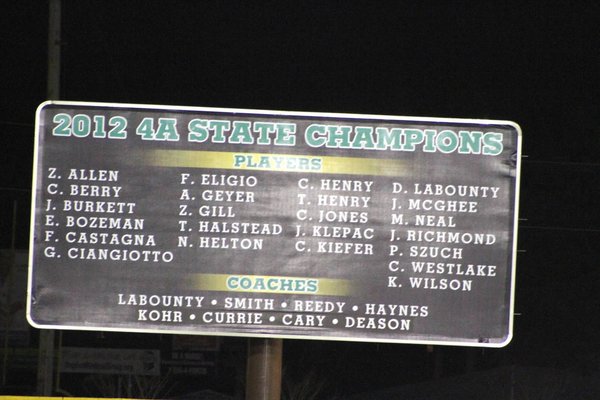 2012 4A STATE CHAMPIONS
PLAYERS
Z. ALLEN
C. BERRY
J. BURKETT
E. BOZEMAN
F. CASTAGNA
G. CIANGIOTTO
F. ELIGIO
A. GEYER
Z. GILL
T. HALSTEAD
N. HELTON
C. HENRY
T. HENRY
C. JONES
J. KLEPAC
C. KIEFER
D. LABOUNTY
J. MCGHEE
M. NEAL
J. RICHMOND
P. SZUCH
C. WESTLAKE
K. WILSON
COACHES
LABOUNTY • SMITH • REEDY • HAYNES
KOHR • CURRIE • CARY • DEASON